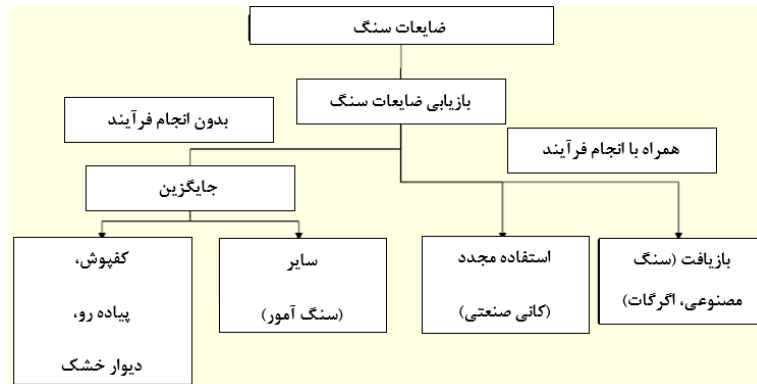 ضایعات سنگ
بازیابی ضایعات سنگ
بدون انجام فرآیند
همراه با انجام فرآیند
جایگزین
بازیافت (سنگ
مصنوعی، اگرگات)
استفاده مجدد
(کانی صنعتی)
سایر
(سنگ آمور)
کفپوش،
پیاده رو،
دیوار خشک